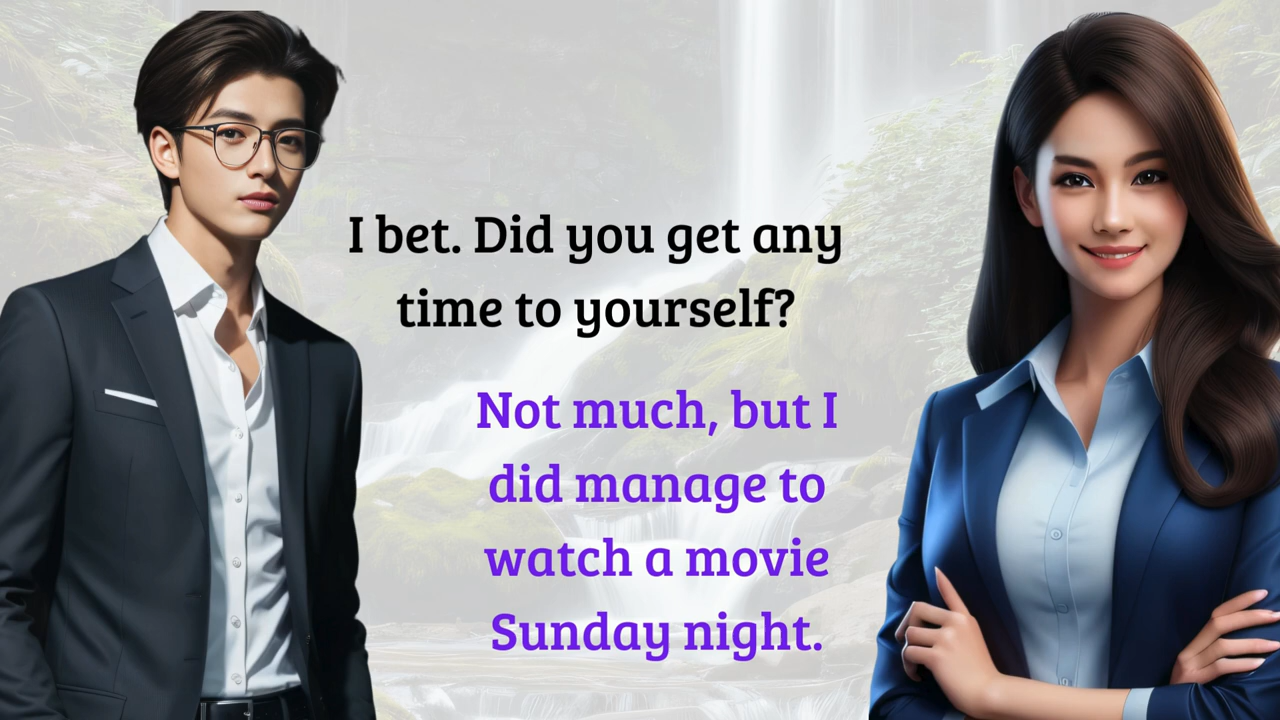 I bet. Did you get any
time to yourself?
Not much, but I
did manage to
watch a movie
Sunday night.